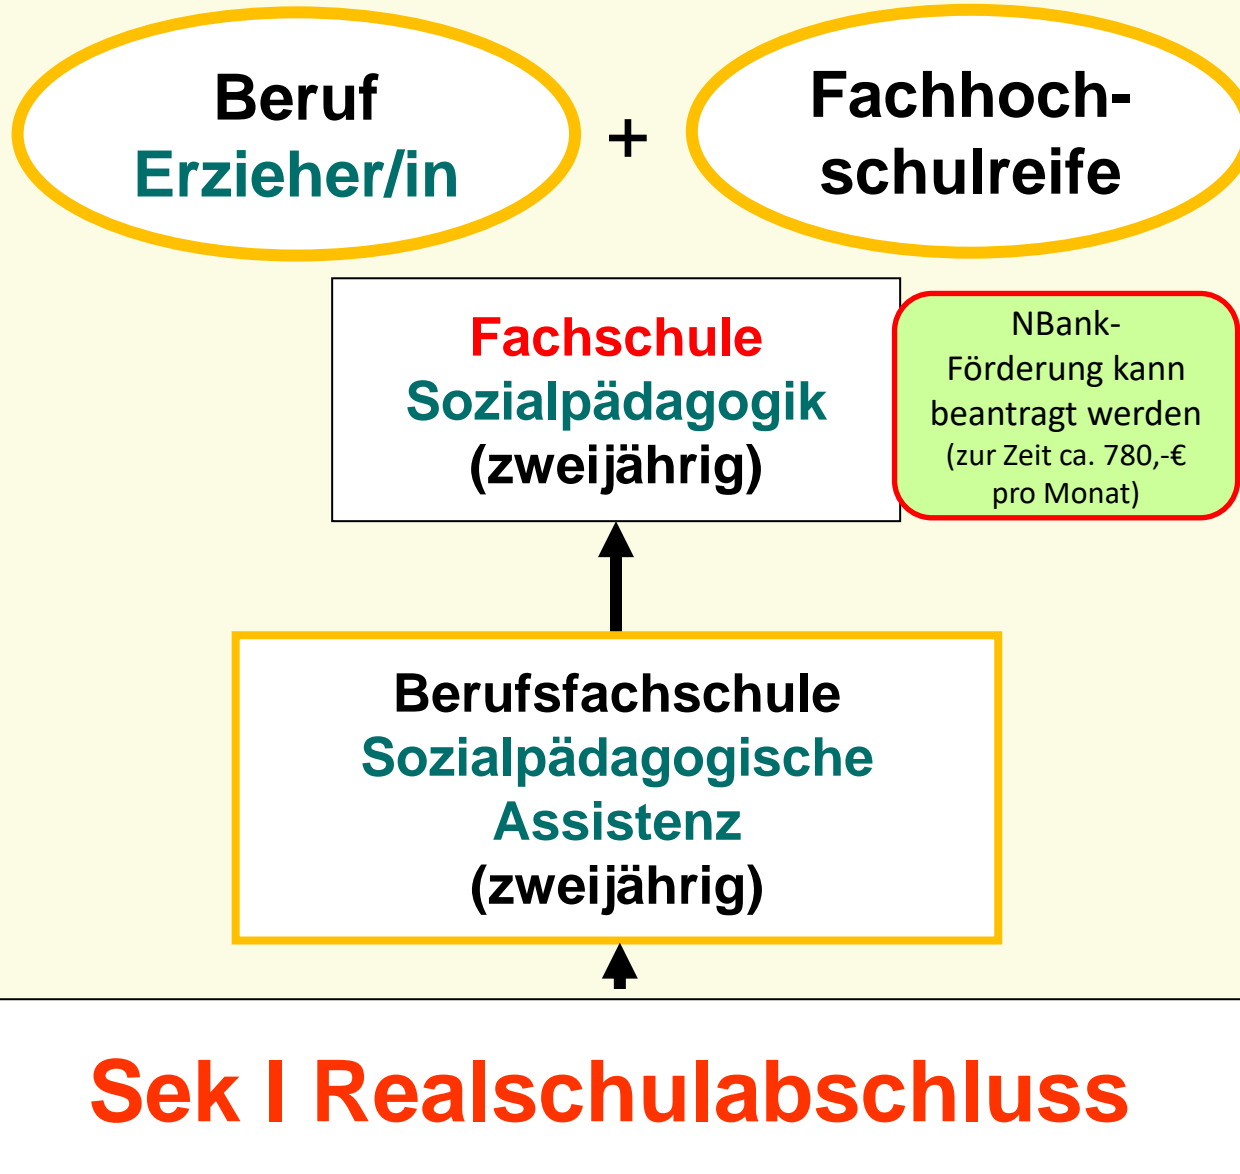 Beruf
Erzieher/in
+
Fachhoch-
schulreife
Fachschule
Sozialpädagogik
(zweijährig)
NBank-
Förderung kann
beantragt werden
(zur Zeit ca. 780,-€
pro Monat)
Berufsfachschule
Sozialpädagogische
Assistenz
(zweijährig)
Sek I Realschulabschluss